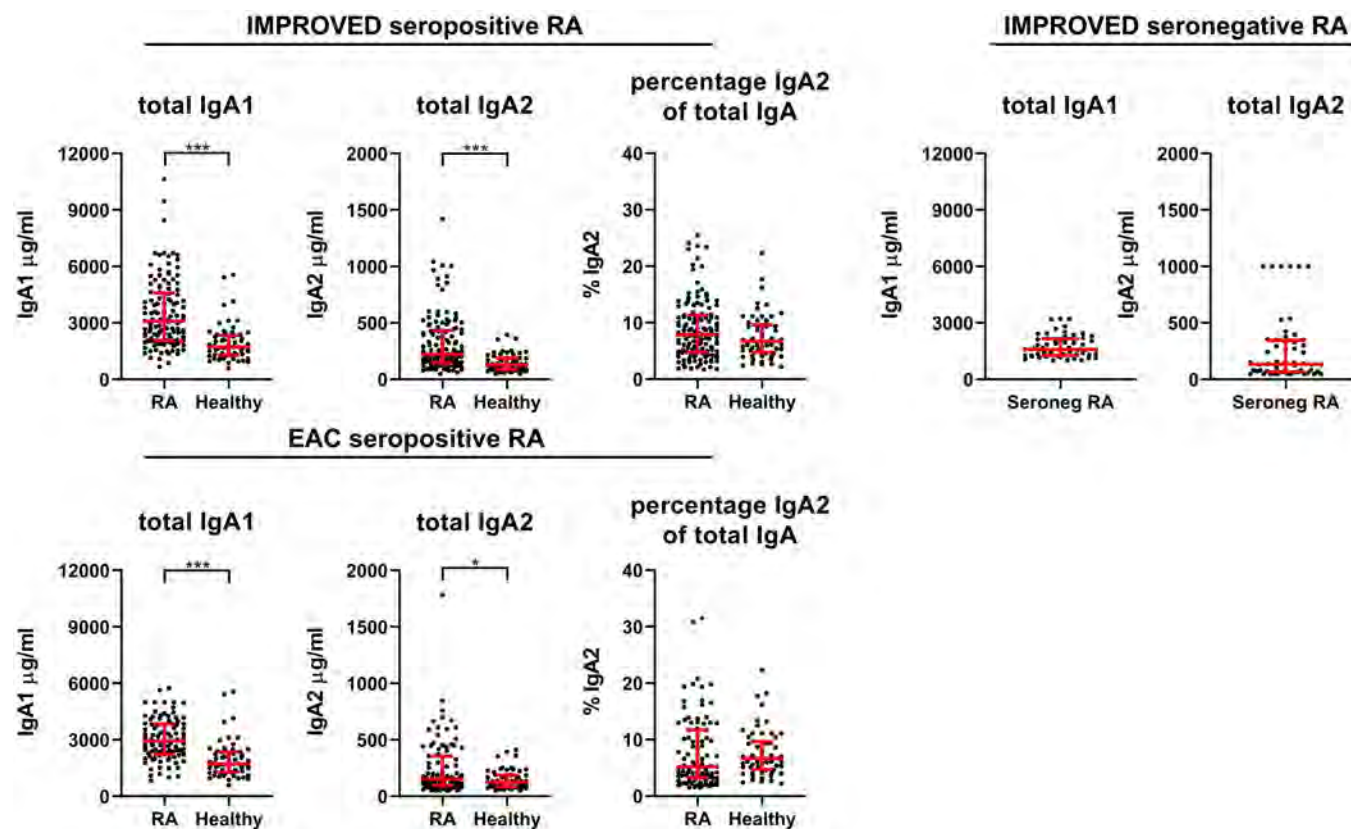 IMPROVED seropositive RA
IMPROVED seronegative RA
total IgA1
total IgA2
percentage IgA2
of total IgA
total IgA1
total IgA2
IgA1 μg/ml
12000
9000
6000
3000
0
***
RA Healthy
IgA2 μg/ml
2000
1500
1000
500
0
***
RA Healthy
% IgA2
40
30
20
10
0
RA Healthy
IgA1 μg/ml
12000
9000
6000
3000
0
Seroneg RA
IgA2 μg/ml
2000
1500
1000
500
0
Seroneg RA
EAC seropositive RA
total IgA1
total IgA2
percentage IgA2
of total IgA
IgA1 μg/ml
12000
9000
6000
3000
0
***
RA Healthy
IgA2 μg/ml
2000
1500
1000
500
0
*
RA Healthy
% IgA2
40
30
20
10
0
RA Healthy